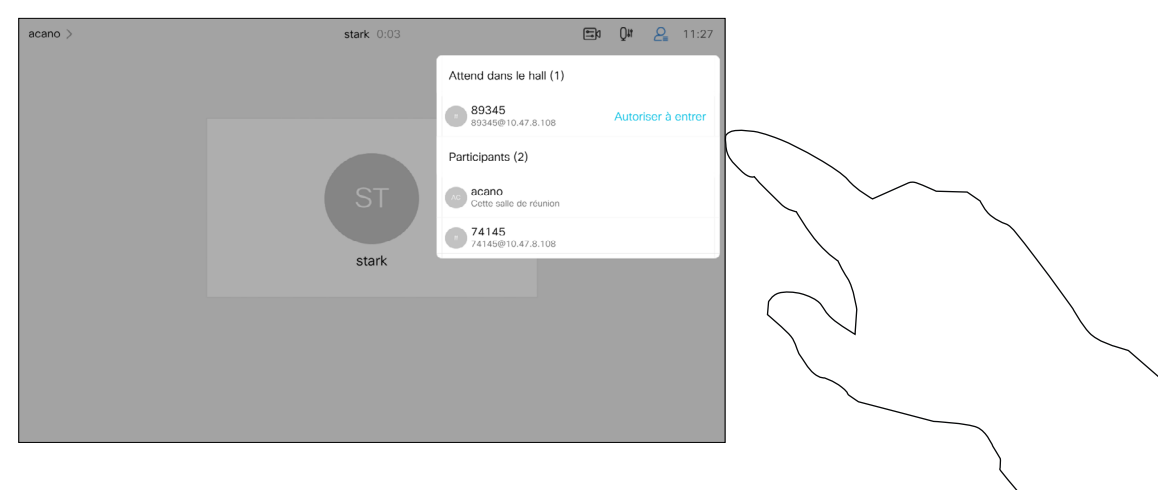 acano >
stark 0:03
11:27
Attend dans le hall (1)
89345
89345@10.47.8.108
Autoriser à entrer
Participants (2)
AC
acano
Cette salle de réunion
74145
74145@10.47.8.108
ST
stark